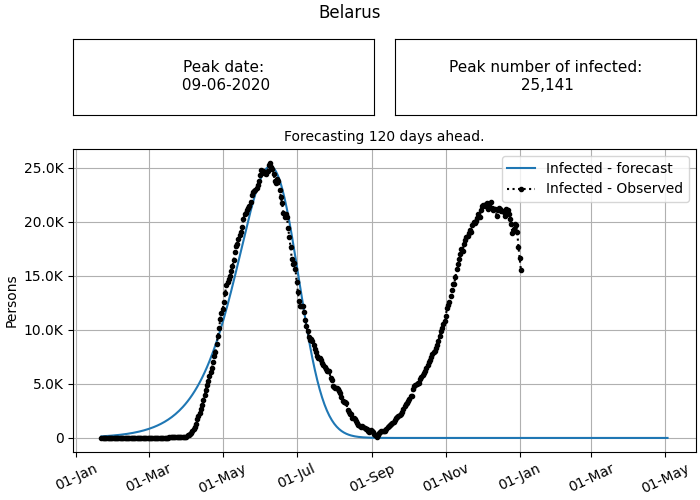 Belarus
Peak date:
09-06-2020
Peak number of infected:
25,141
Forecasting 120 days ahead.
Infected - forecast
Infected - Observed
Persons
25.0K
20.0K
15.0K
10.0K
5.0K
0
01-Jan
01-Mar
01-May
01-Jul
01-Sep
01-Nov
01-Jan
01-Mar
01-May